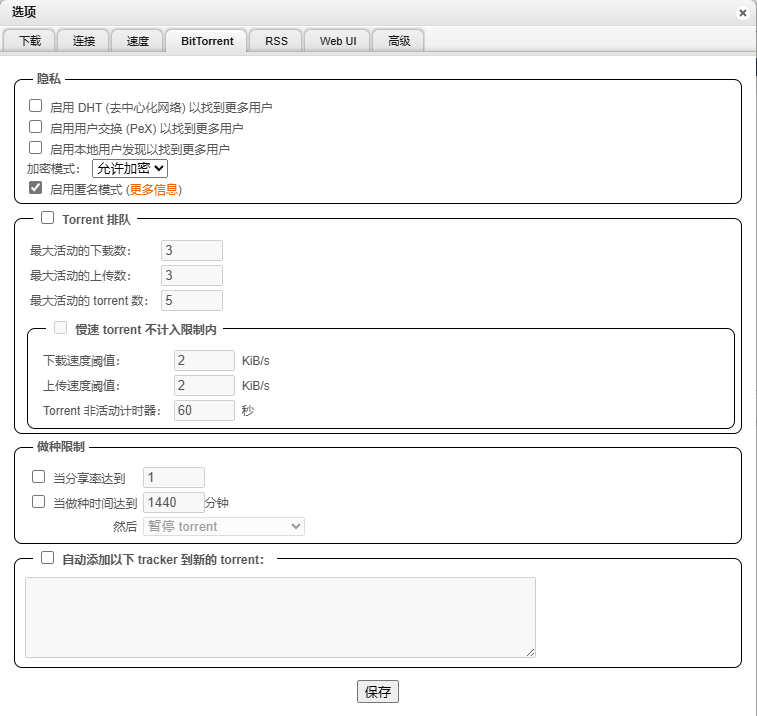 选项
下载 连接 速度 BitTorrent RSS Web UI 高级
隐私
启用 DHT (去中心化网络) 以找到更多用户
启用用户交换 (PeX) 以找到更多用户
启用本地用户发现以找到更多用户
加密模式： 允许加密
启用匿名模式 (更多信息)
Torrent 排队
最大活动的下载数： 3
最大活动的上传数： 3
最大活动的 torrent 数： 5
慢速 torrent 不计入限制内
下载速度阈值： 2 KiB/s
上传速度阈值： 2 KiB/s
Torrent 非活动计时器： 60 秒
做种限制
当分享率达到 1
当做种时间达到 1440 分钟
然后 暂停 torrent
自动添加以下 tracker 到新的 torrent：
保存